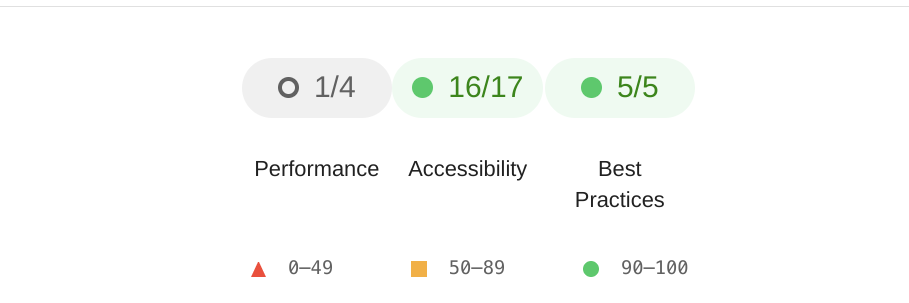 1/4 16/17 5/5
Performance Accessibility Best
Practices
0–49 50–89 90–100